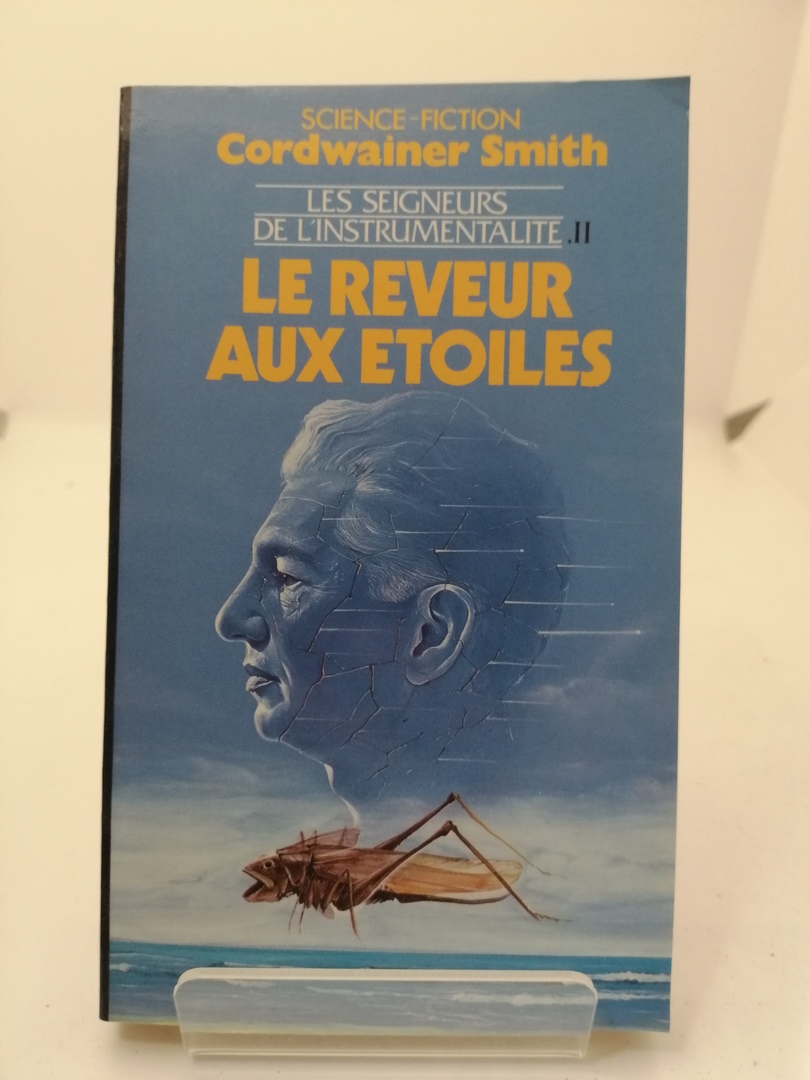 SCIENCE-FICTION
Cordwainer Smith
LES SEIGNEURS
DE L'INSTRUMENTALITE .II
LE REVEUR
AUX ETOILES